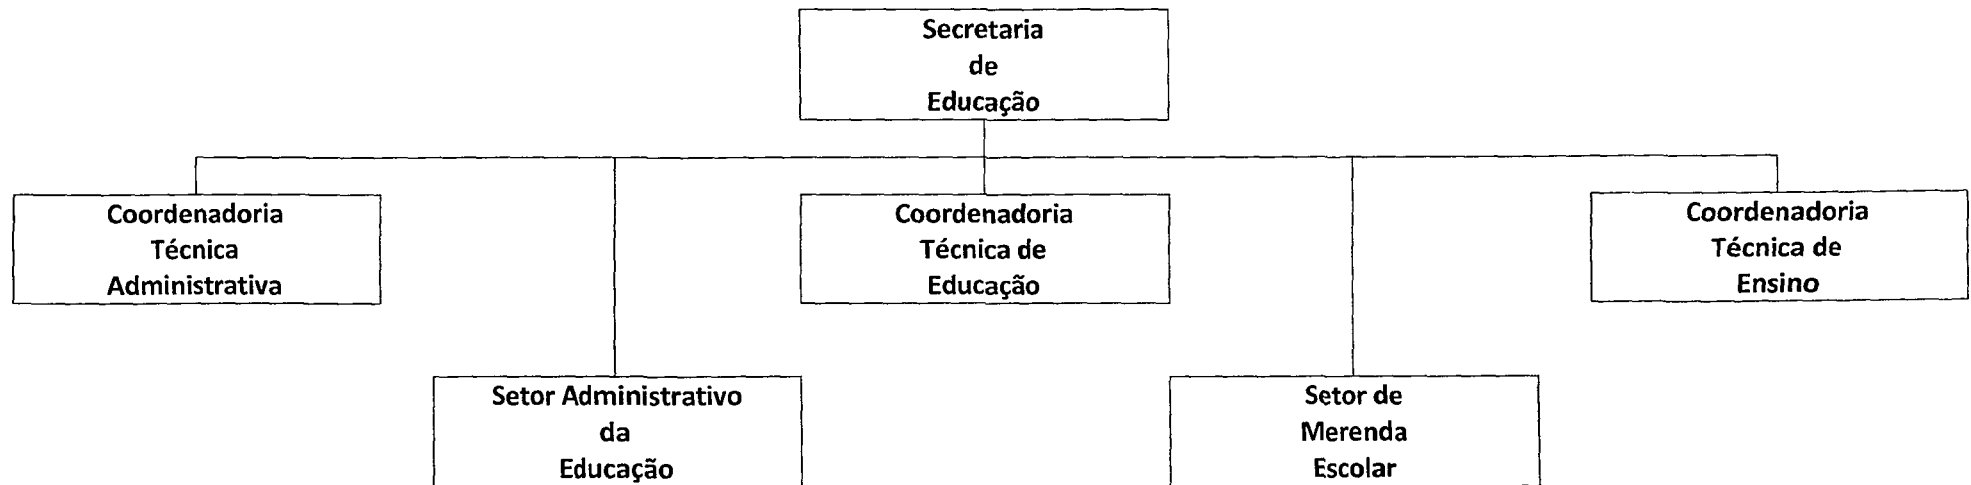 Secretaria
de
Educação
Coordenadoria
Técnica
Administrativa
Coordenadoria
Técnica de
Educação
Coordenadoria
Técnica de
Ensino
Setor Administrativo
da
Educação
Setor de
Merenda
Escolar